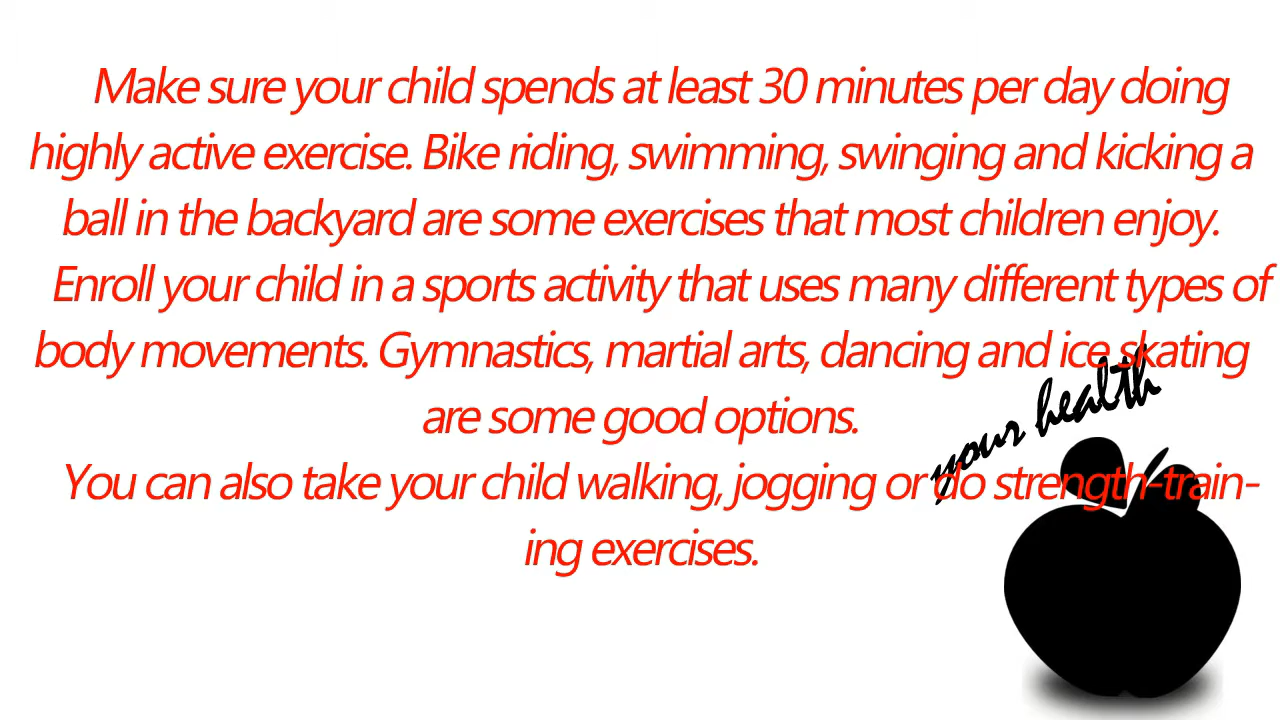 Make sure your child spends at least 30 minutes per day doing
highly active exercise. Bike riding, swimming, swinging and kicking a
ball in the backyard are some exercises that most children enjoy.
Enroll your child in a sports activity that uses many different types of
body movements. Gymnastics, martial arts, dancing and ice skating
are some good options.
your health
You can also take your child walking, jogging or do strength-train-
ing exercises.